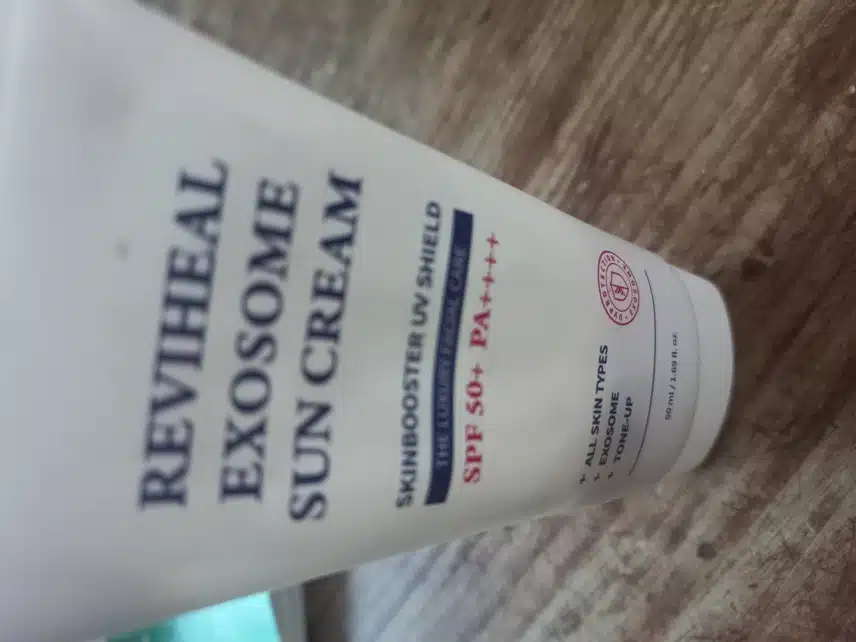 REVIHEAL
EXOSOME
SUN CREAM
SKINBOOSTER UV SHIELD
THE LUXURY FACIAL CARE
SPF 50+ PA++++
+ ALL SKIN TYPES
+ EXOSOME
+ TONE-UP
50 ml / 1.69 fl. oz.